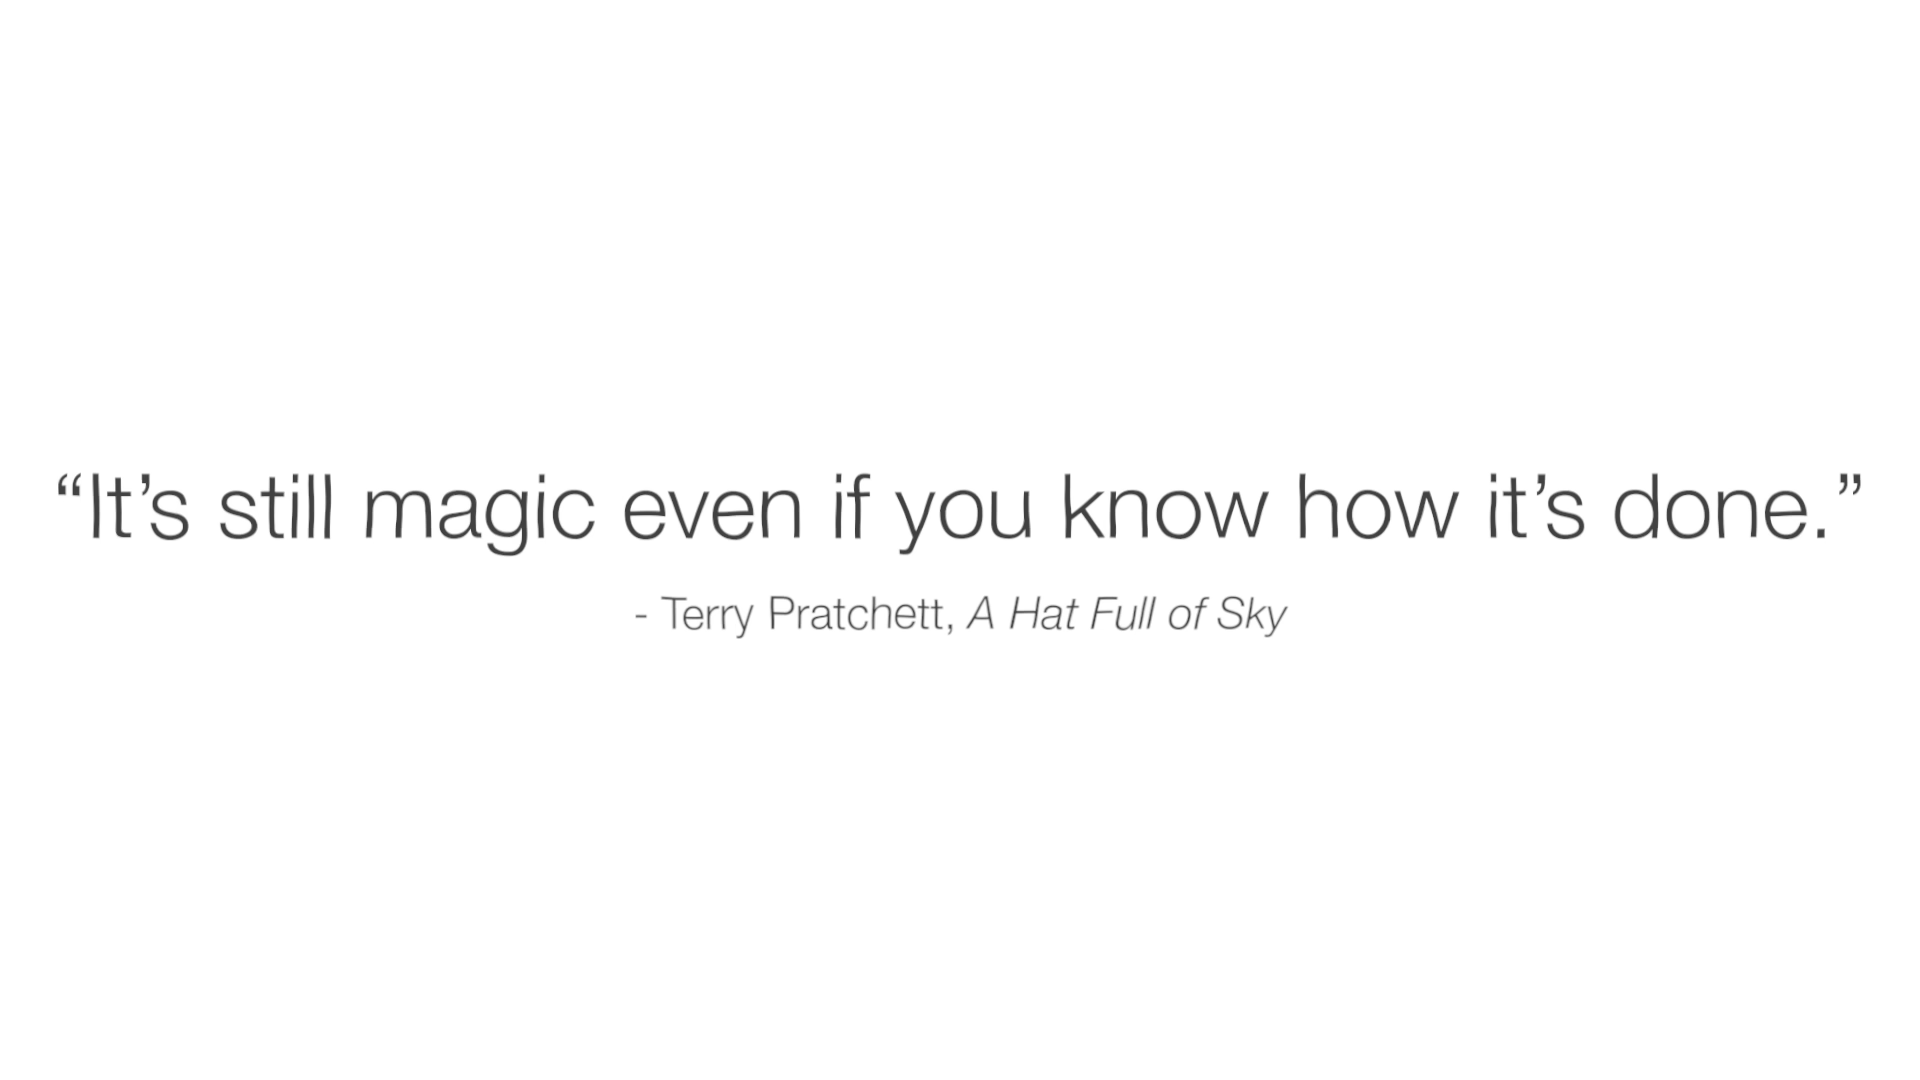 “It’s still magic even if you know how it’s done.”
- Terry Pratchett, A Hat Full of Sky